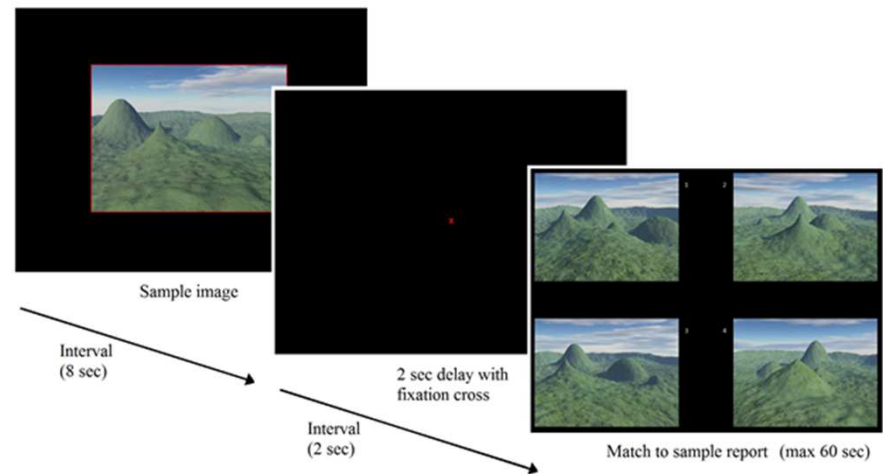 x
1 2
3 4
Sample image
Interval
(8 sec)
2 sec delay with
fixation cross
Interval
(2 sec)
Match to sample report (max 60 sec)